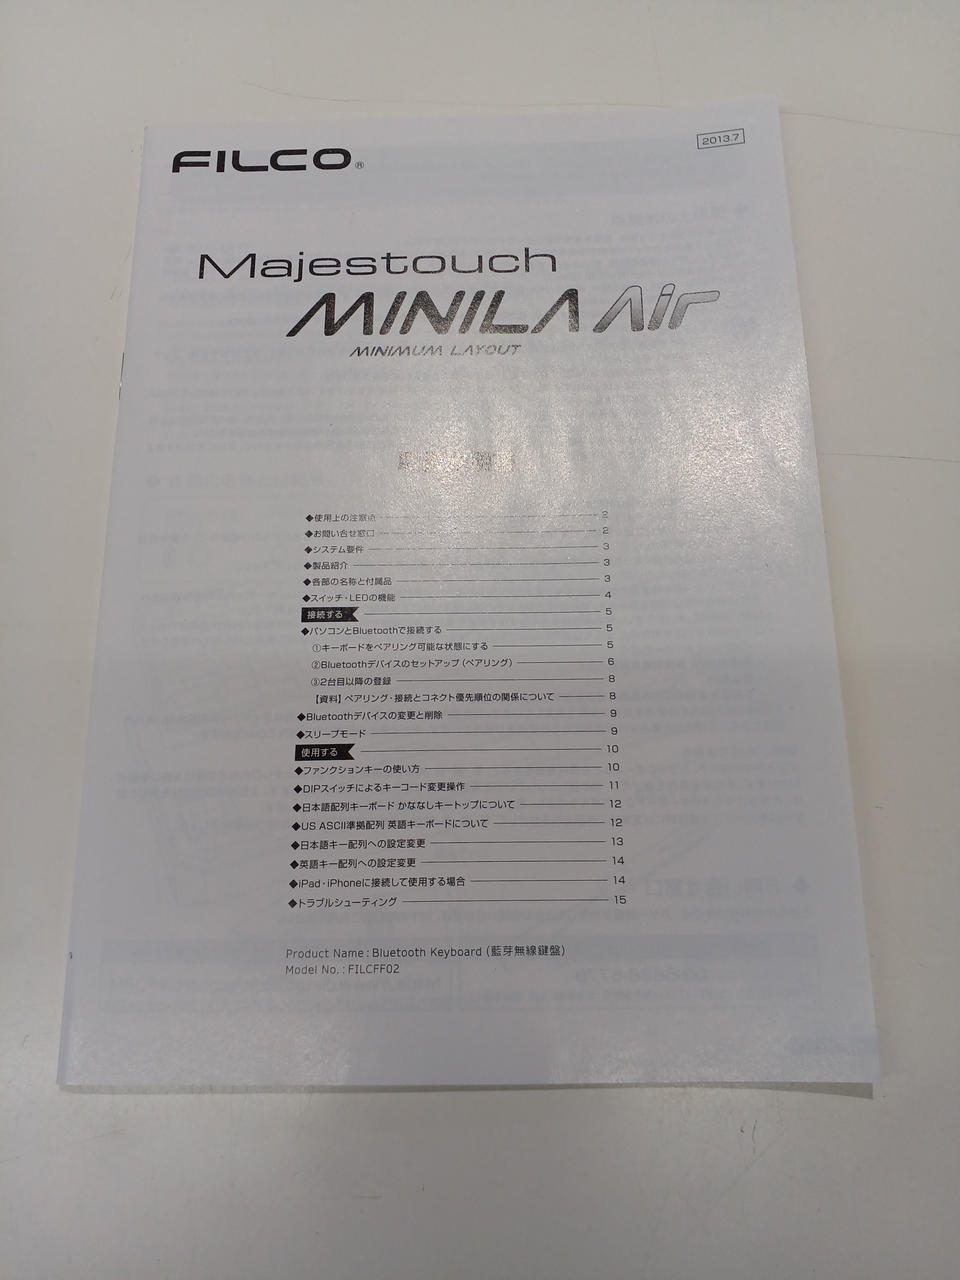 FILCO®
2013.7
Majestouch
MINILA Air
MINIMUM LAYOUT
◆使用上の注意点 2
◆お問い合せ窓口 2
◆システム要件 3
◆製品紹介 3
◆各部の名称と付属品 3
◆スイッチ・LEDの機能 4
接続する 5
◆パソコンとBluetoothで接続する 5
①キーボードをペアリング可能な状態にする 5
②Bluetoothデバイスのセットアップ（ペアリング） 6
③2台目以降の登録 8
【資料】ペアリング・接続とコネクト優先順位の関係について 8
◆Bluetoothデバイスの変更と削除 9
◆スリープモード 9
使用する 10
◆ファンクションキーの使い方 10
◆DIPスイッチによるキーコード変更操作 11
◆日本語配列キーボード かななしキートップについて 12
◆US ASCII準拠配列 英語キーボードについて 12
◆日本語キー配列への設定変更 13
◆英語キー配列への設定変更 14
◆iPad・iPhoneに接続して使用する場合 14
◆トラブルシューティング 15
Product Name : Bluetooth Keyboard (藍芽無線鍵盤)
Model No. : FILCFF02